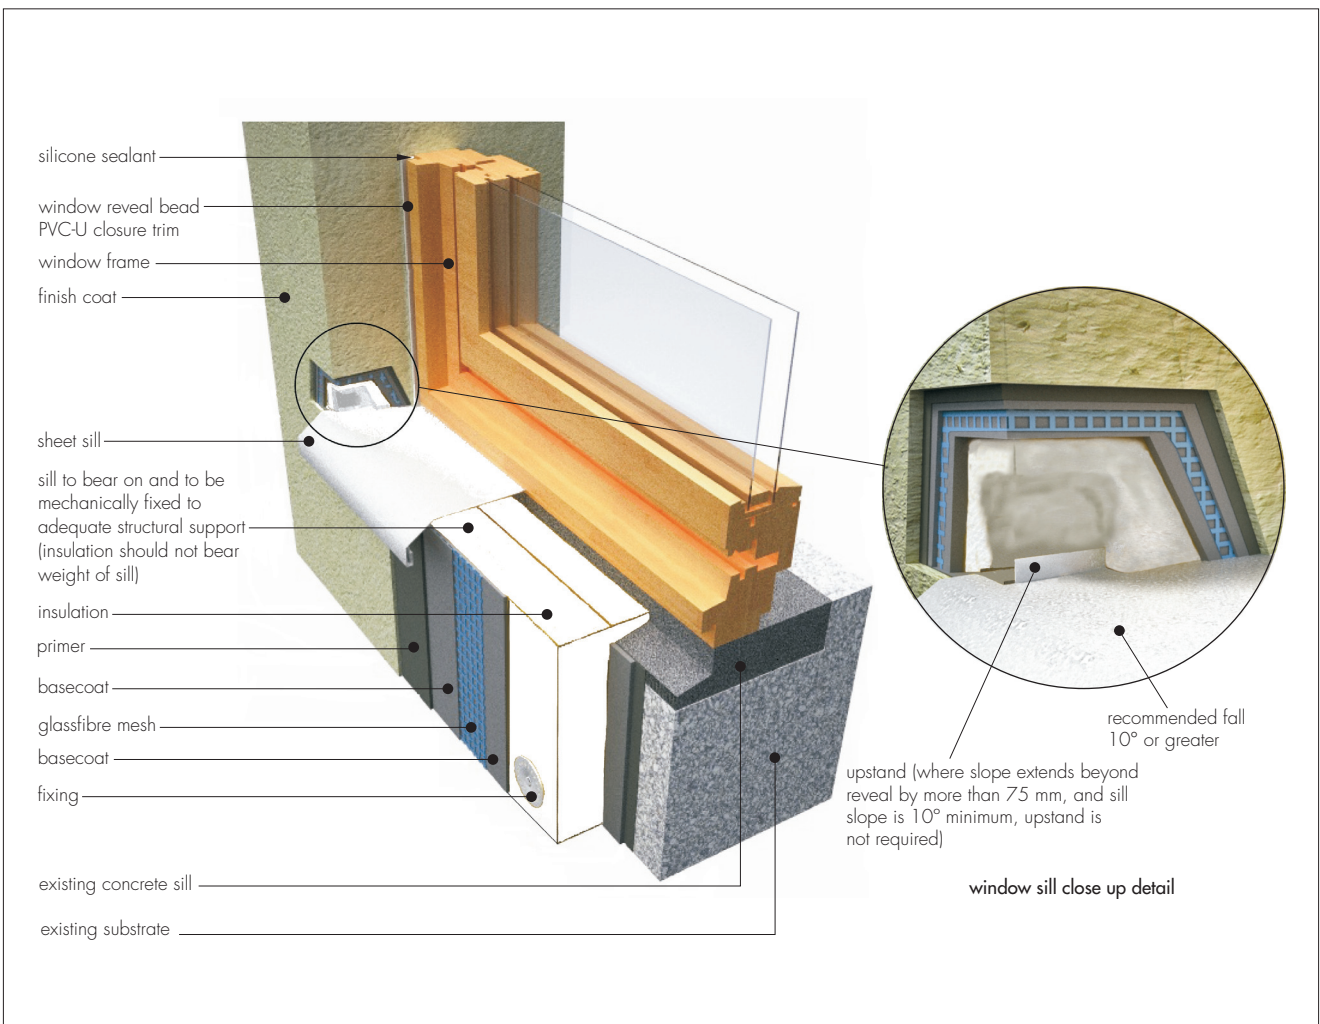 silicone sealant
window reveal bead
PVC-U closure trim
window frame
finish coat
sheet sill
sill to bear on and to be
mechanically fixed to
adequate structural support
(insulation should not bear
weight of sill)
insulation
primer
basecoat
glassfibre mesh
basecoat
fixing
existing concrete sill
existing substrate
recommended fall
10° or greater
upstand (where slope extends beyond
reveal by more than 75 mm, and sill
slope is 10° minimum, upstand is
not required)
window sill close up detail